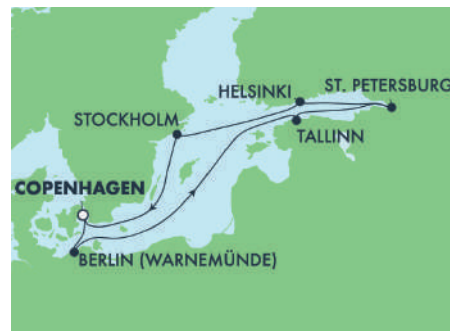 HELSINKI
ST. PETERSBURG
STOCKHOLM
TALLINN
COPENHAGEN
BERLIN (WARNEMÜNDE)